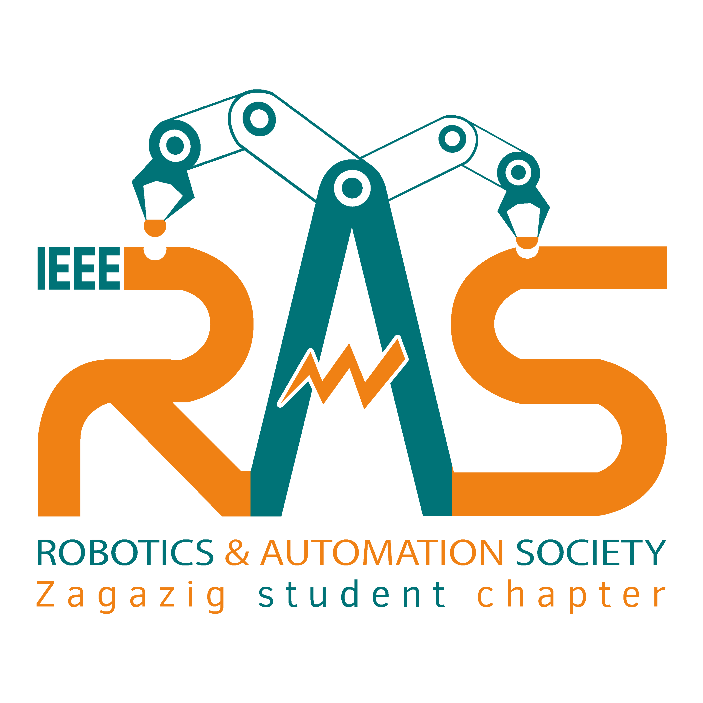 IEEE RAS
ROBOTICS & AUTOMATION SOCIETY
Zagazig student chapter